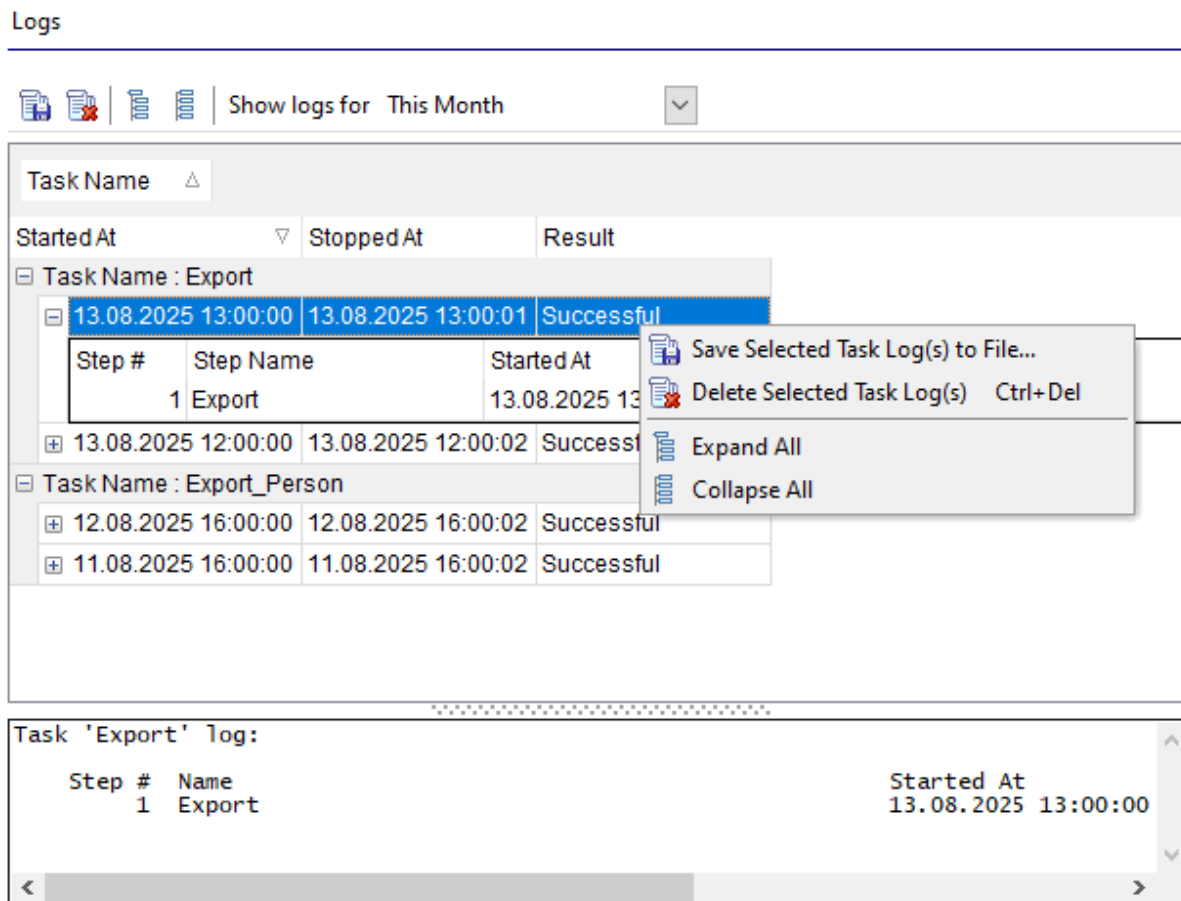 Logs
Show logs for This Month
Task Name
Started At Stopped At Result
Task Name : Export
13.08.2025 13:00:00 13.08.2025 13:00:01 Successful
Step # Step Name Started At
1 Export 13.08.2025 13
13.08.2025 12:00:00 13.08.2025 12:00:02 Successf
Task Name : Export_Person
12.08.2025 16:00:00 12.08.2025 16:00:02 Successful
11.08.2025 16:00:00 11.08.2025 16:00:02 Successful
Save Selected Task Log(s) to File...
Delete Selected Task Log(s) Ctrl+Del
Expand All
Collapse All
Task 'Export' log:
Step # Name Started At
1 Export 13.08.2025 13:00:00